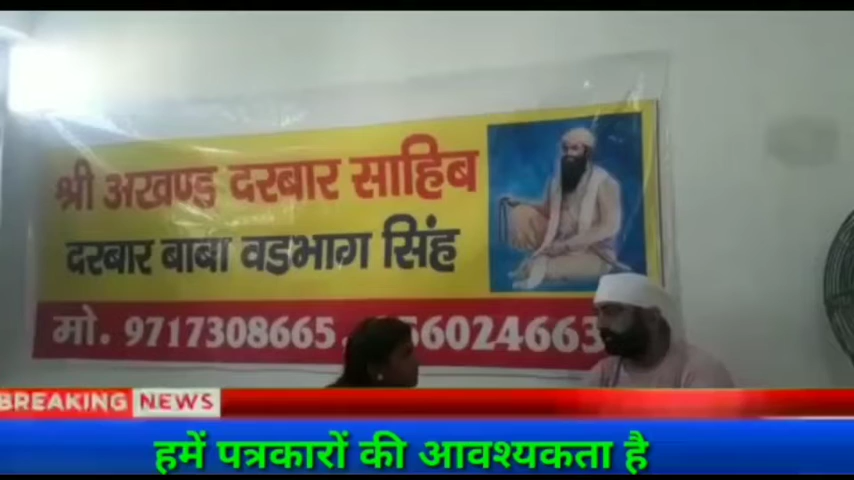 श्री अखण्ड दरबार साहिब
दरबार बाबा वडभाग सिंह
मो. 9717308665
BREAKING NEWS
हमें पत्रकारों की आवश्यकता है